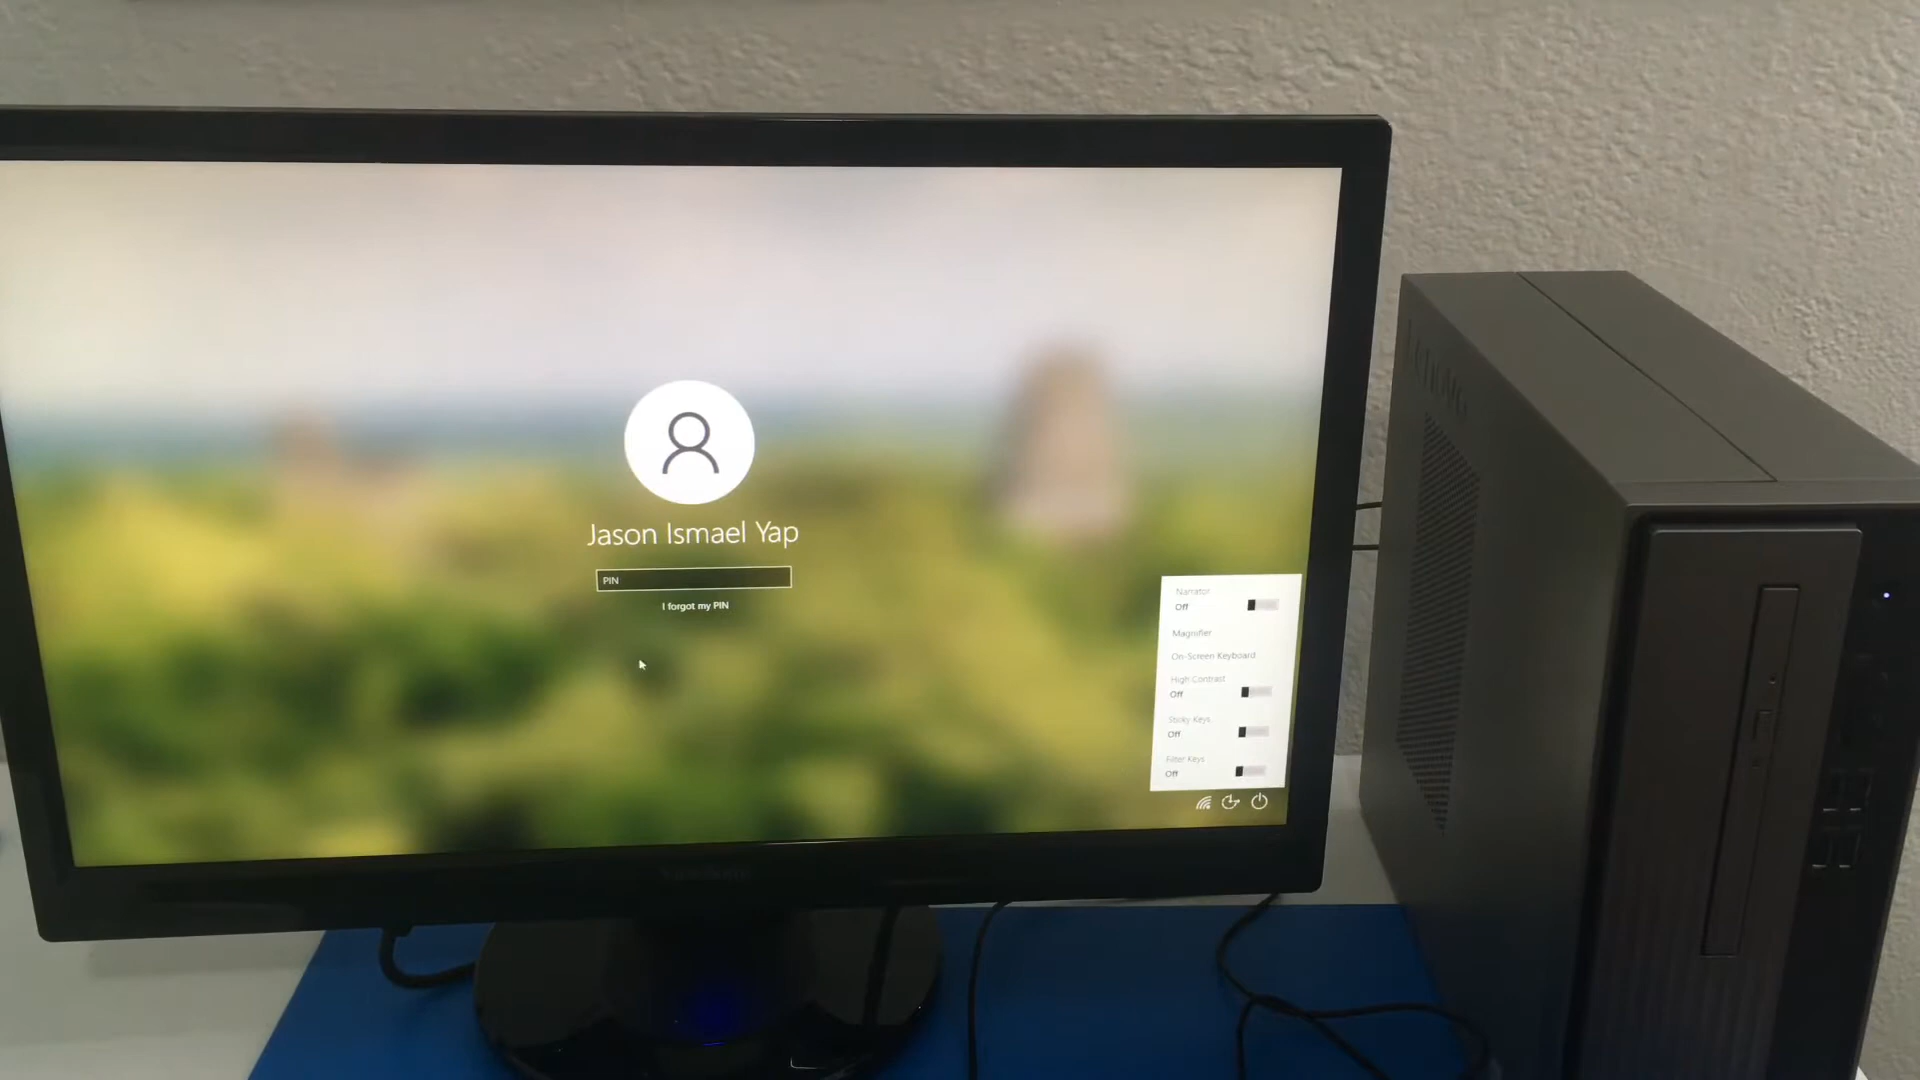 Jason Ismael Yap
PIN
I forgot my PIN
Narrator
Off
Magnifier
On-Screen Keyboard
High Contrast
Off
Sticky Keys
Off
Filter Keys
Off
Lenovo